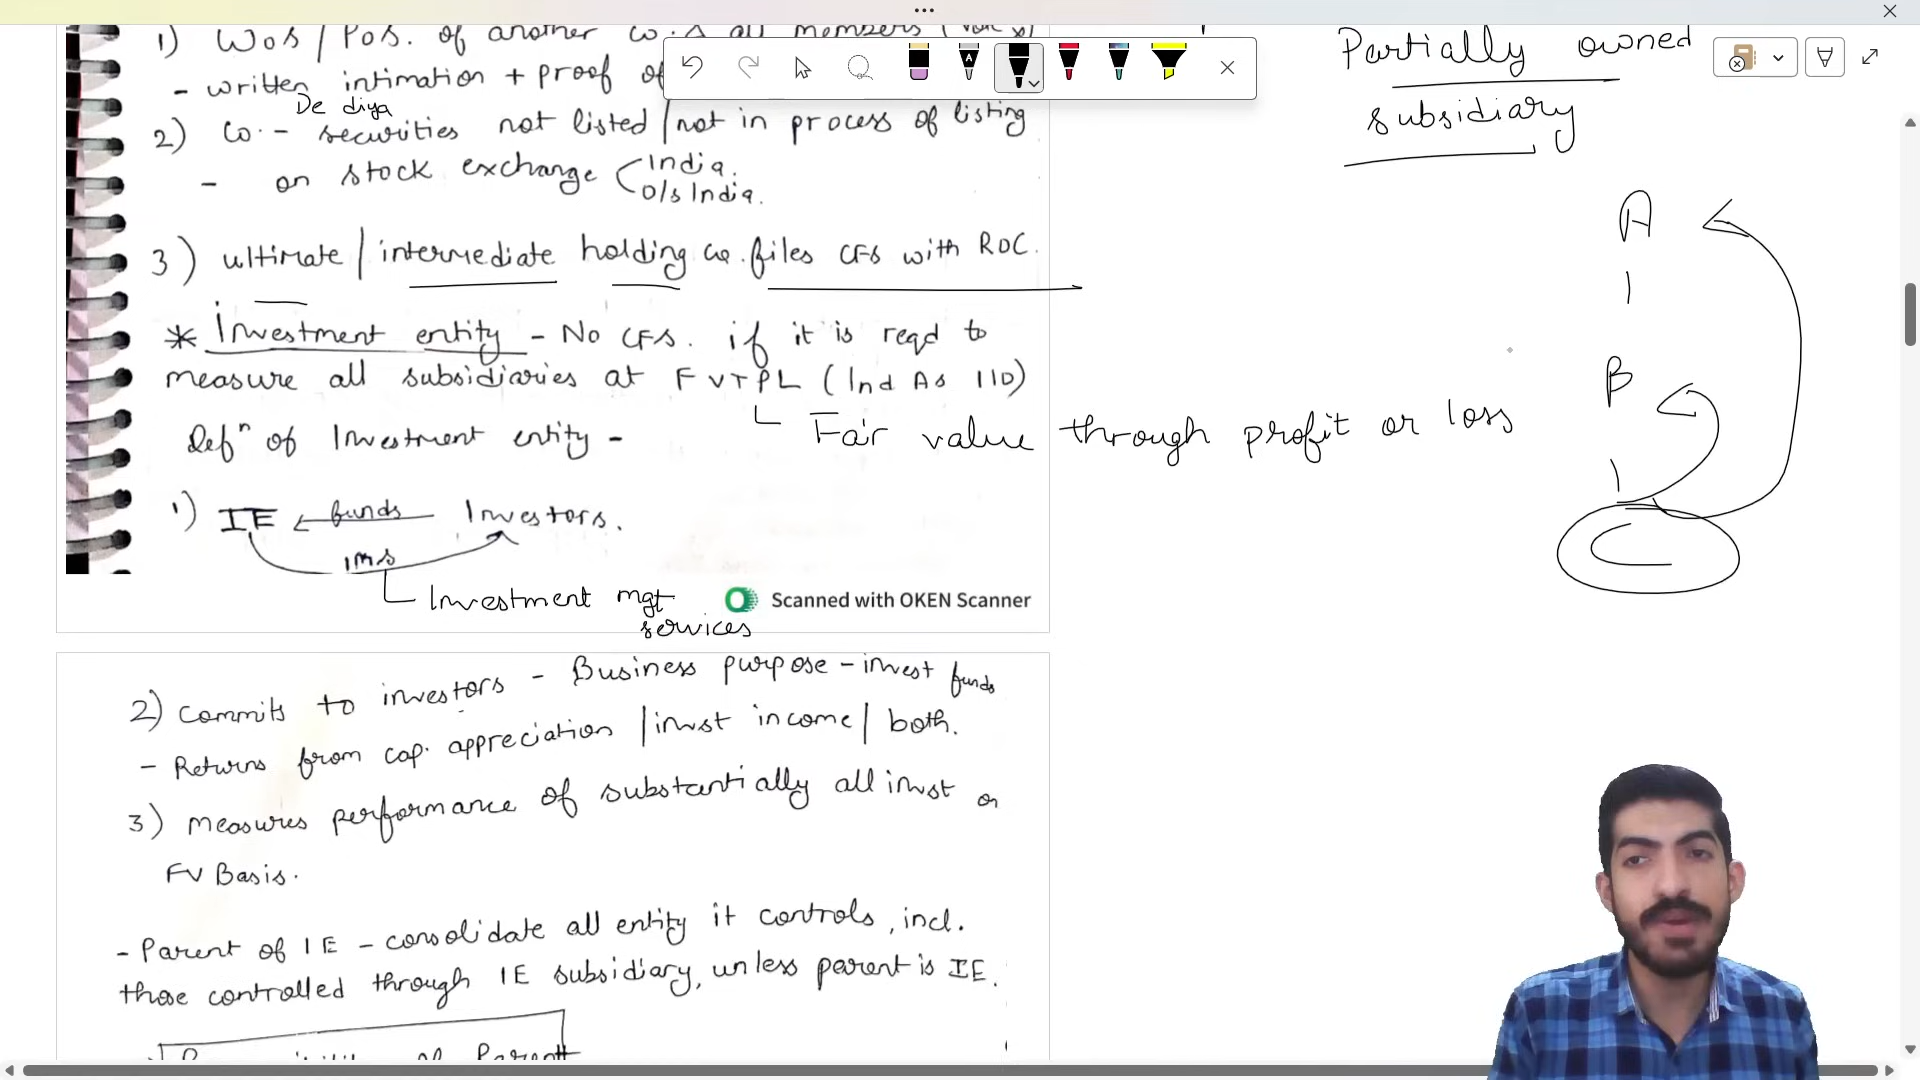 1) WOS/POS. of another co. & all members
Partially owned
subsidiary
- written intimation + proof of
De diya
2) Co. - securities not listed/not in process of listing
- on stock exchange India.
O/s India.
3) ultimate/intermediate holding co. files CFS with ROC.
* Investment entity - No CFS. if it is reqd to
measure all subsidiaries at FVTPL (Ind As 110)
Fair value through profit or loss
Defⁿ of Investment entity -
1) IE funds Investors.
IMS
Investment mgt
services
Scanned with OKEN Scanner
A
B
C
2) Commits to investors - Business purpose - invest funds
- Returns from cap. appreciation/invst income/both.
3) Measures performance of substantially all invst on
FV Basis.
- Parent of IE - consolidate all entity it controls, incl.
those controlled through IE subsidiary, unless parent is IE.
of Parent